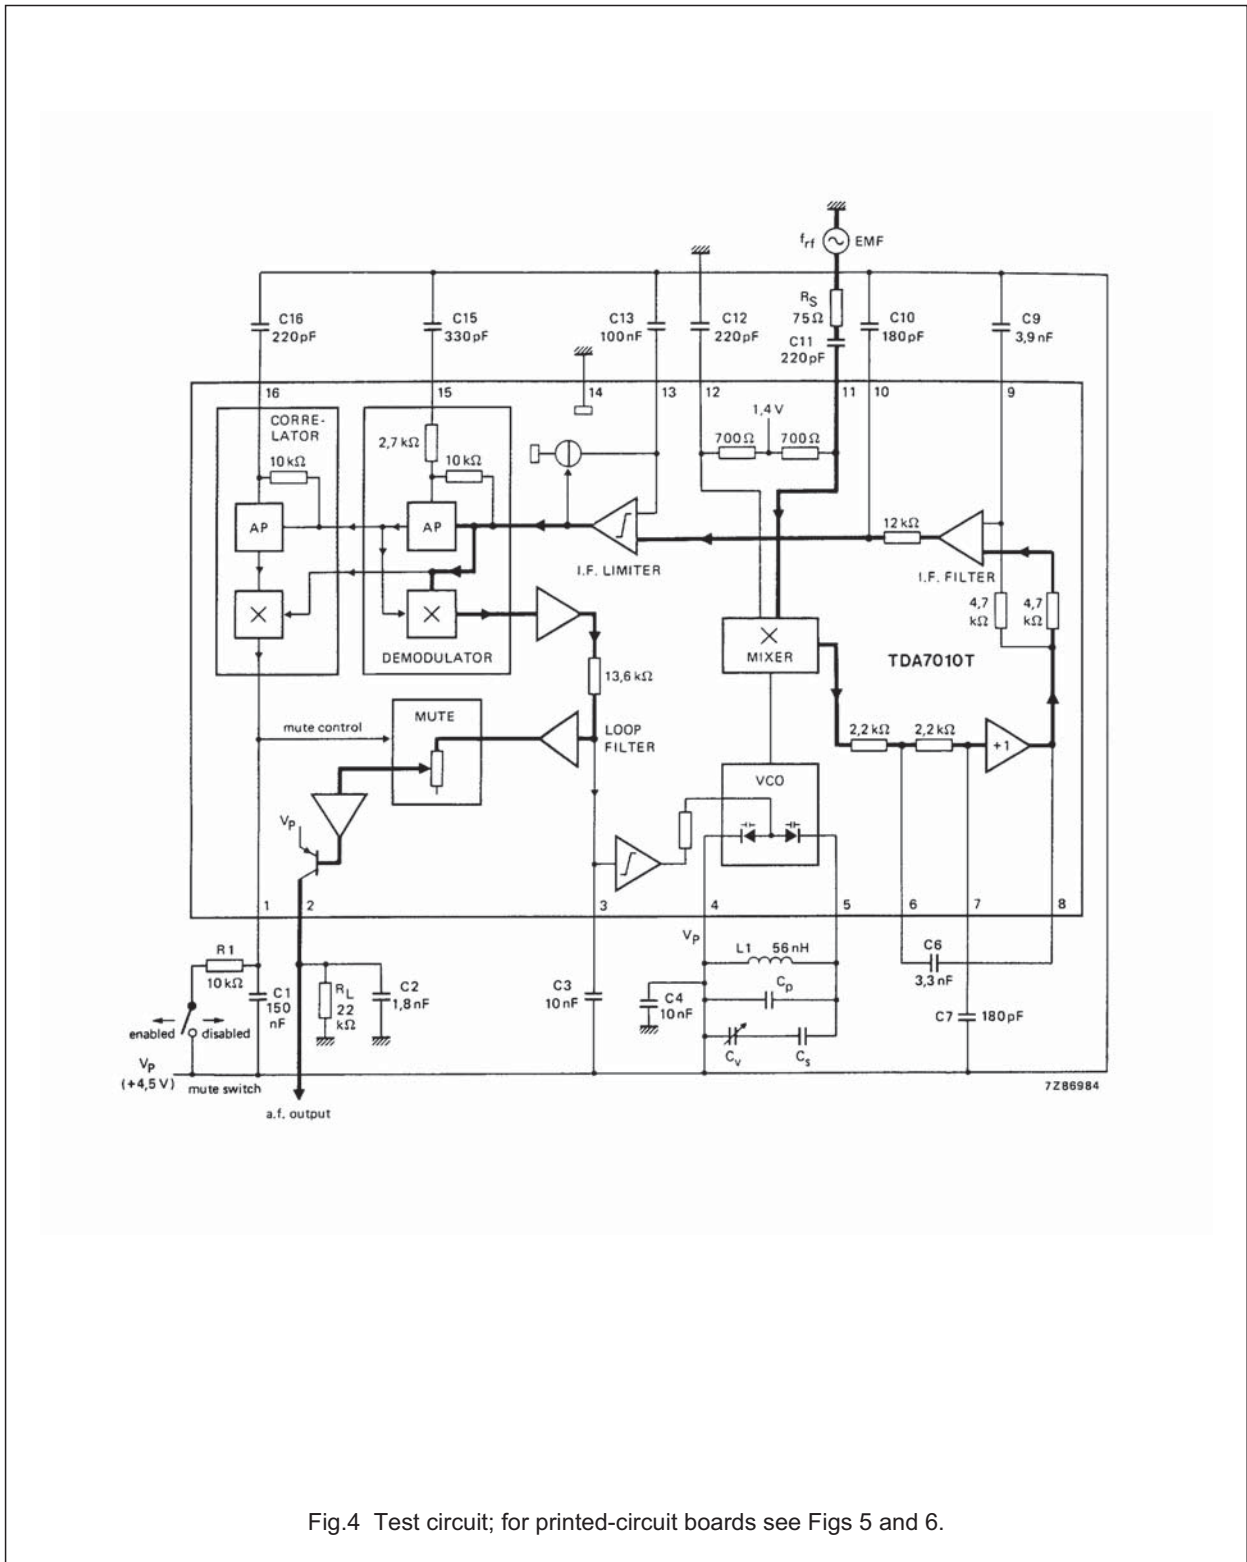 f_rf
EMF
R_S
75Ω
C16
220pF
C15
330pF
C13
100nF
C12
220pF
C11
220pF
C10
180pF
C9
3,9nF
16
15
14
13
12
11
10
9
CORRE-
LATOR
10kΩ
2,7kΩ
10kΩ
1,4V
700Ω
700Ω
AP
AP
12kΩ
I.F. LIMITER
I.F. FILTER
4,7
kΩ
4,7
kΩ
DEMODULATOR
MIXER
TDA7010T
13,6kΩ
mute control
MUTE
LOOP
FILTER
2,2kΩ
2,2kΩ
+1
VCO
V_P
1
2
3
4
5
6
7
8
R1
10kΩ
C1
150
nF
R_L
22
kΩ
C2
1,8nF
C3
10nF
V_P
C4
10nF
L1
56nH
C_p
C_v
C_s
C6
3,3nF
C7
180pF
enabled
disabled
V_P
(+4,5V)
mute switch
a.f. output
7Z86984
Fig.4 Test circuit; for printed-circuit boards see Figs 5 and 6.